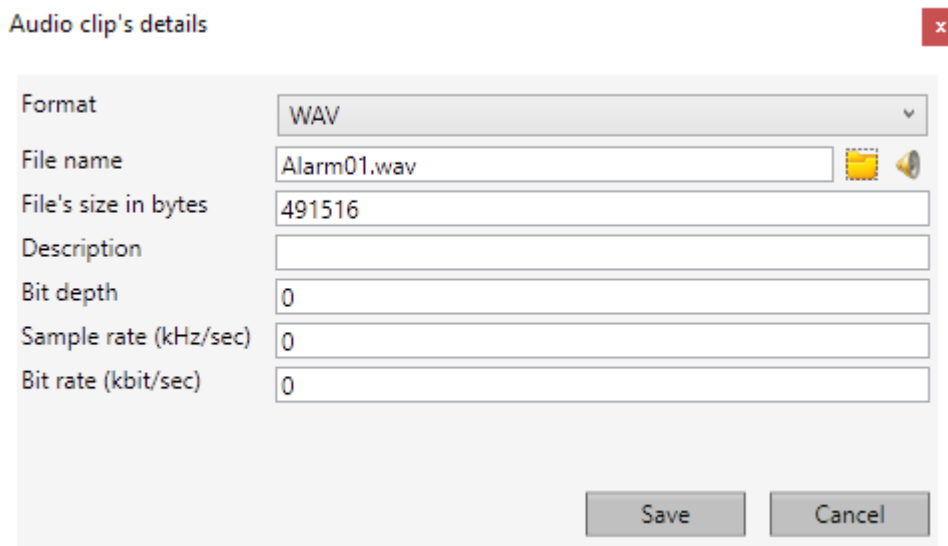 Audio clip's details
x
Format WAV
File name Alarm01.wav
File's size in bytes 491516
Description
Bit depth 0
Sample rate (kHz/sec) 0
Bit rate (kbit/sec) 0
Save Cancel